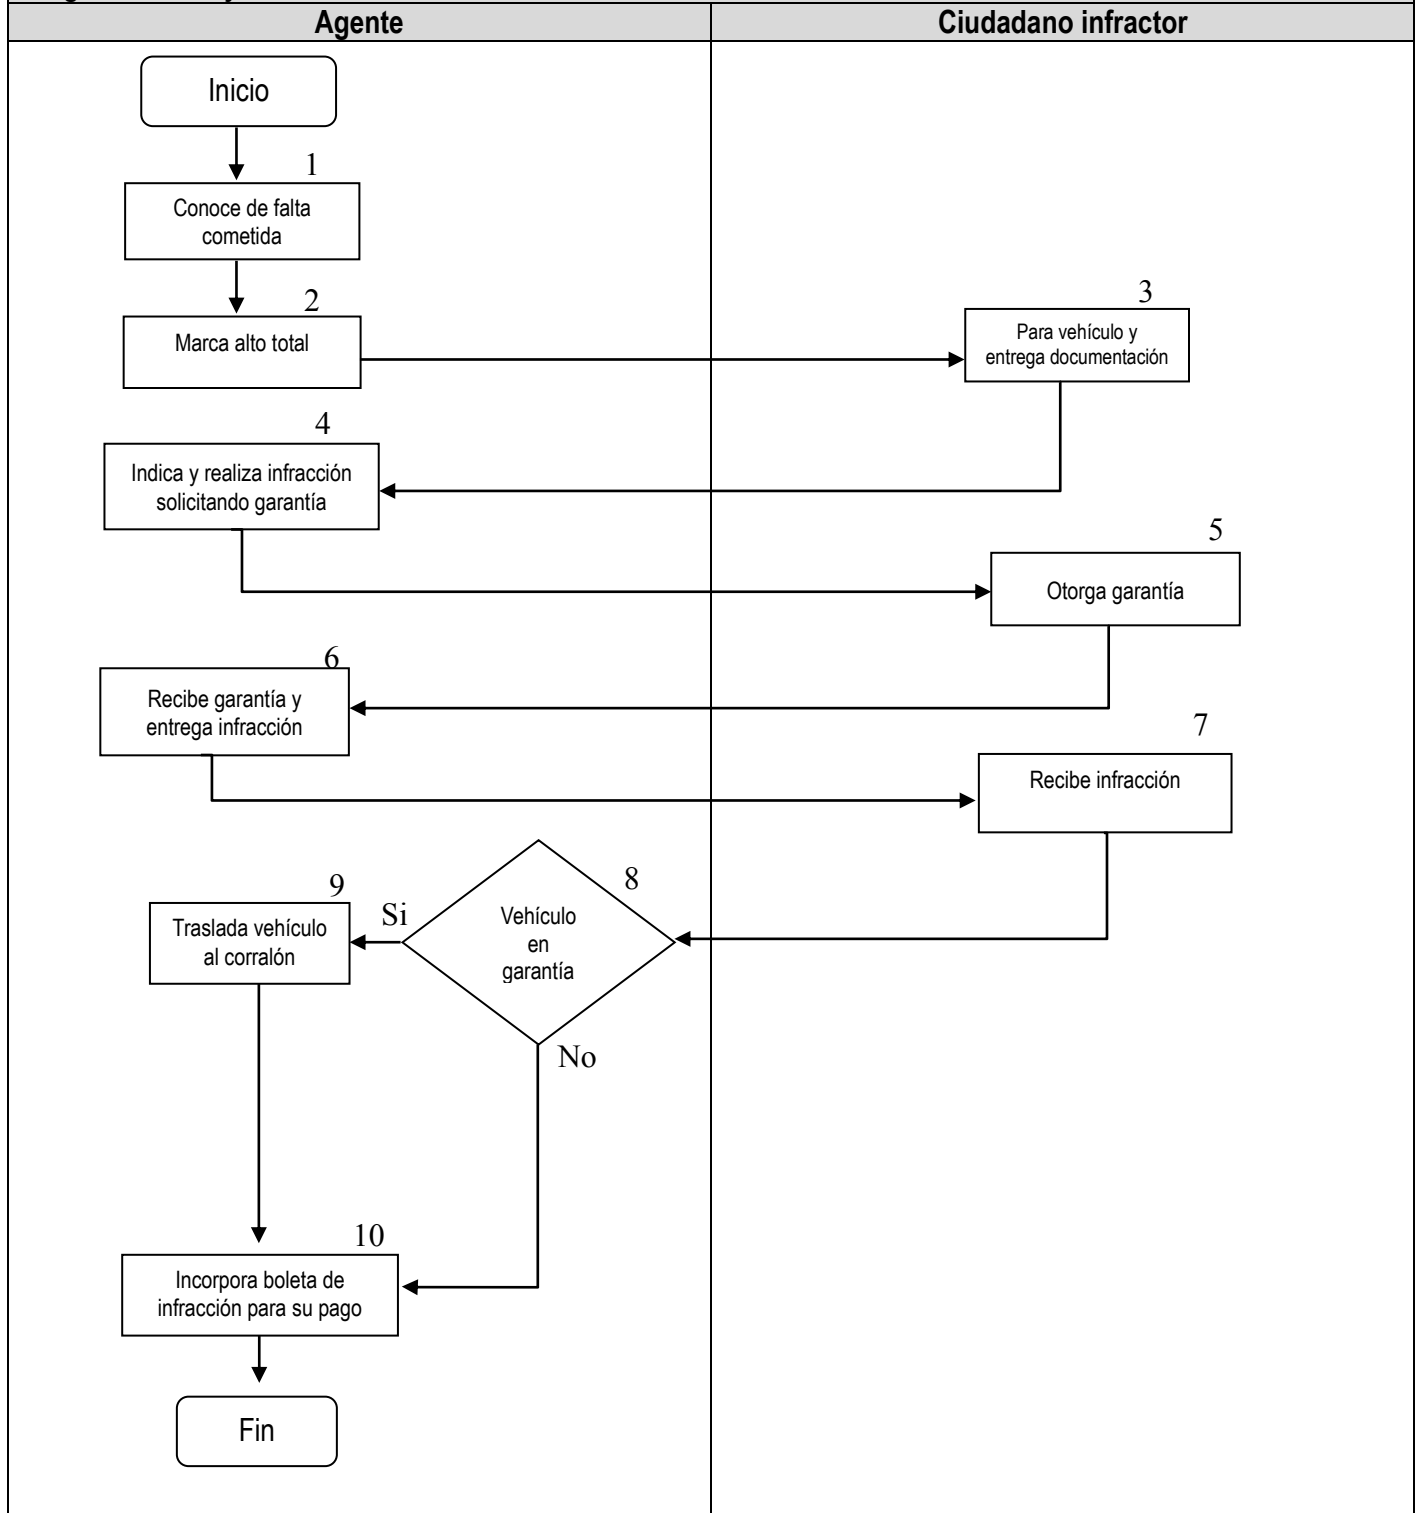 Agente
Ciudadano infractor
Inicio
1
Conoce de falta
cometida
2
Marca alto total
3
Para vehículo y
entrega documentación
4
Indica y realiza infracción
solicitando garantía
5
Otorga garantía
6
Recibe garantía y
entrega infracción
7
Recibe infracción
8
Vehículo
en
garantía
Si
9
Traslada vehículo
al corralón
No
10
Incorpora boleta de
infracción para su pago
Fin